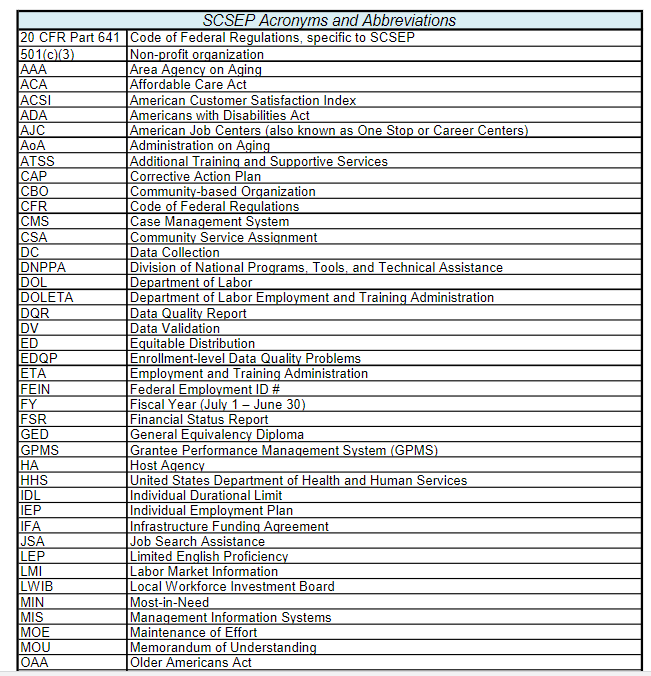 SCSEP Acronyms and Abbreviations
20 CFR Part 641 Code of Federal Regulations, specific to SCSEP
501(c)(3) Non-profit organization
AAA Area Agency on Aging
ACA Affordable Care Act
ACSI American Customer Satisfaction Index
ADA Americans with Disabilities Act
AJC American Job Centers (also known as One Stop or Career Centers)
AoA Administration on Aging
ATSS Additional Training and Supportive Services
CAP Corrective Action Plan
CBO Community-based Organization
CFR Code of Federal Regulations
CMS Case Management System
CSA Community Service Assignment
DC Data Collection
DNPPA Division of National Programs, Tools, and Technical Assistance
DOL Department of Labor
DOLETA Department of Labor Employment and Training Administration
DQR Data Quality Report
DV Data Validation
ED Equitable Distribution
EDQP Enrollment-level Data Quality Problems
ETA Employment and Training Administration
FEIN Federal Employment ID #
FY Fiscal Year (July 1 – June 30)
FSR Financial Status Report
GED General Equivalency Diploma
GPMS Grantee Performance Management System (GPMS)
HA Host Agency
HHS United States Department of Health and Human Services
IDL Individual Durational Limit
IEP Individual Employment Plan
IFA Infrastructure Funding Agreement
JSA Job Search Assistance
LEP Limited English Proficiency
LMI Labor Market Information
LWIB Local Workforce Investment Board
MIN Most-in-Need
MIS Management Information Systems
MOE Maintenance of Effort
MOU Memorandum of Understanding
OAA Older Americans Act